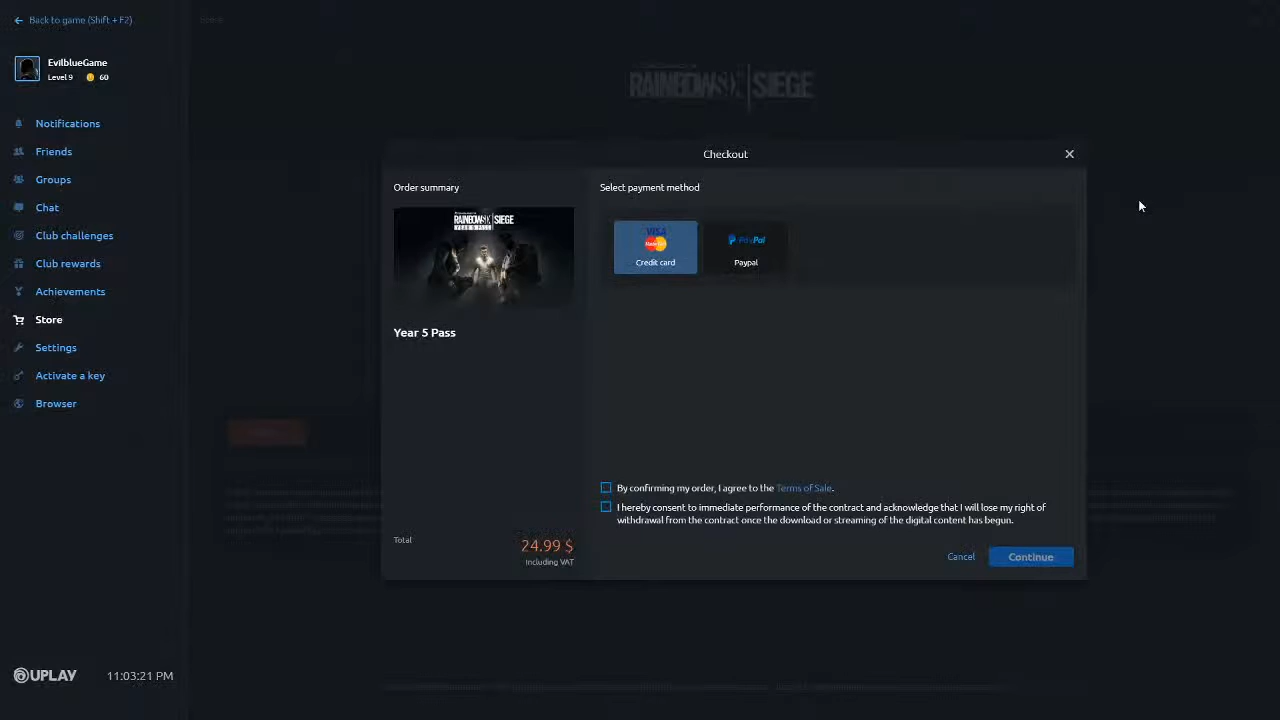 Back to game (Shift + F2)
Store
EvilblueGame
Level 9 60
RAINBOWSIX | SIEGE
Notifications
Friends
Groups
Chat
Club challenges
Club rewards
Achievements
Store
Settings
Activate a key
Browser
UPLAY 11:03:21 PM
Checkout
Order summary
RAINBOWSIX SIEGE
YEAR 5 PASS
Year 5 Pass
Total
24.99 $
Including VAT
Select payment method
VISA
MasterCard
Credit card
PayPal
Paypal
By confirming my order, I agree to the Terms of Sale.
I hereby consent to immediate performance of the contract and acknowledge that I will lose my right of
withdrawal from the contract once the download or streaming of the digital content has begun.
Cancel
Continue